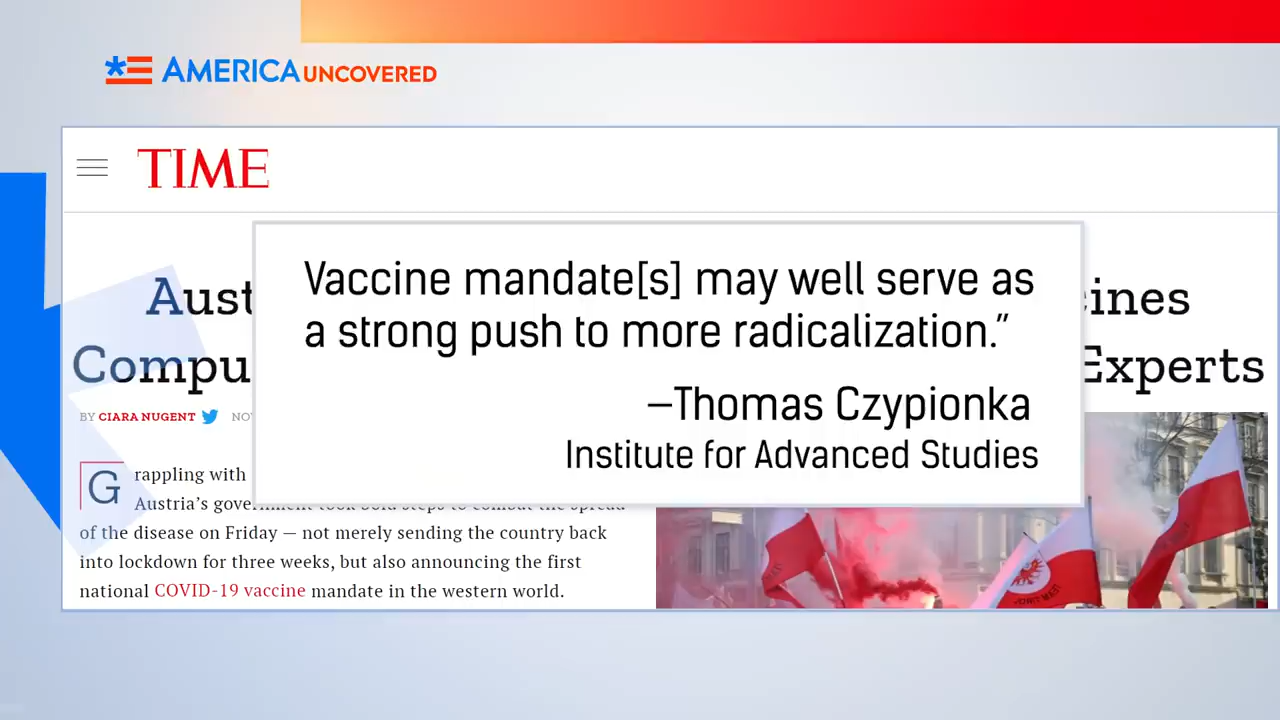 AMERICA UNCOVERED
TIME
Vaccine mandate[s] may well serve as
a strong push to more radicalization.”
—Thomas Czypionka
Institute for Advanced Studies
Aust
cines
Compu
Experts
BY CIARA NUGENT
Grappling with
Austria's
of the disease on Friday — not merely sending the country back
into lockdown for three weeks, but also announcing the first
national COVID-19 vaccine mandate in the western world.